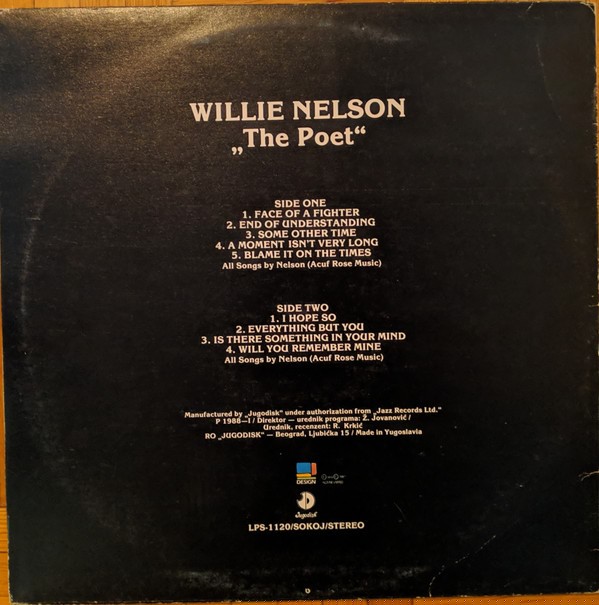 WILLIE NELSON
„The Poet“
SIDE ONE
1. FACE OF A FIGHTER
2. END OF UNDERSTANDING
3. SOME OTHER TIME
4. A MOMENT ISN'T VERY LONG
5. BLAME IT ON THE TIMES
All Songs by Nelson (Acuf Rose Music)
SIDE TWO
1. I HOPE SO
2. EVERYTHING BUT YOU
3. IS THERE SOMETHING IN YOUR MIND
4. WILL YOU REMEMBER MINE
All Songs by Nelson (Acuf Rose Music)
Manufactured by „Jugodisk“ under authorization from „Jazz Records Ltd.“
P 1988—I / Direktor — urednik programa: Ž. Jovanović /
Urednik, recenzent: R. Krkić
RO „JUGODISK“ — Beograd, Ljubička 15 / Made in Yugoslavia
DESIGN
Jugodisk
LPS-1120/SOKOJ/STEREO